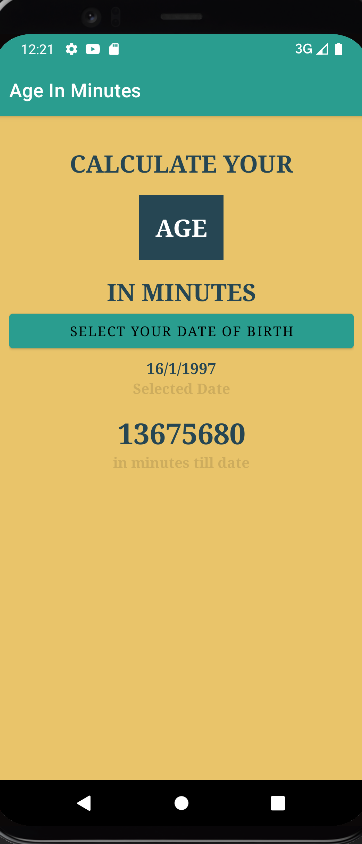 12:21 3G
Age In Minutes
CALCULATE YOUR
AGE
IN MINUTES
SELECT YOUR DATE OF BIRTH
16/1/1997
Selected Date
13675680
in minutes till date